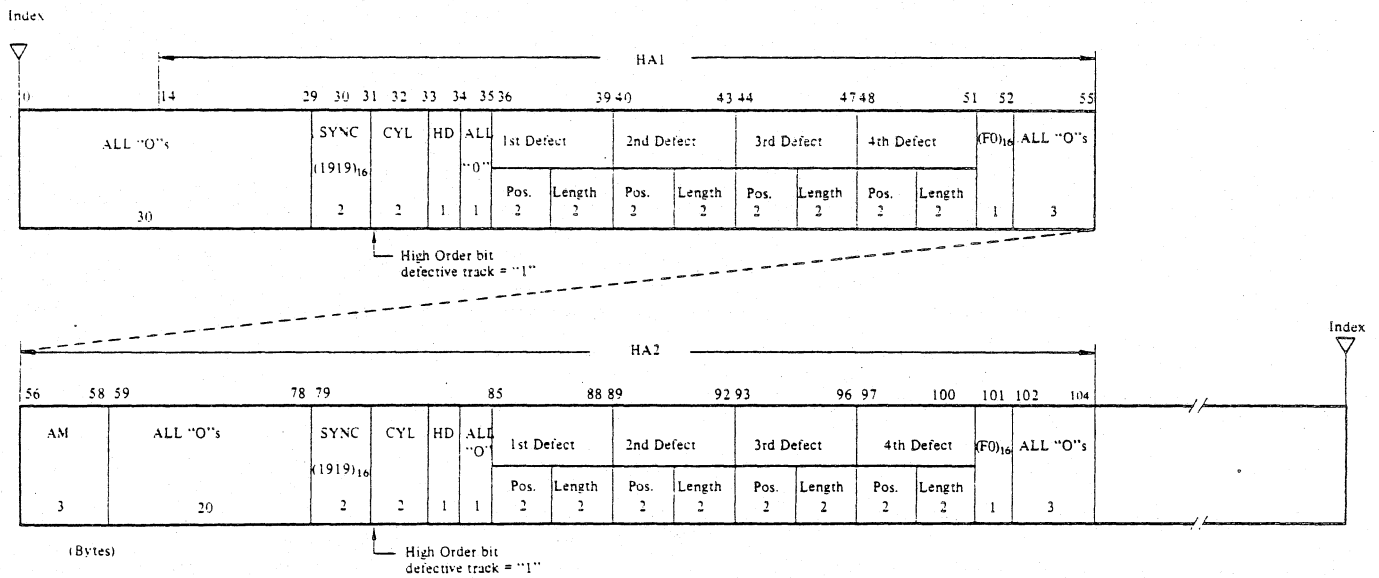 Index
HA1
0 14 29 30 31 32 33 34 35 36 39 40 43 44 47 48 51 52 55
ALL "O"s SYNC CYL HD ALL 1st Defect 2nd Defect 3rd Defect 4th Defect (F0)16 ALL "O"s
(1919)16 "0"
Pos. Length Pos. Length Pos. Length Pos. Length
30 2 2 1 1 2 2 2 2 2 2 2 2 1 3
High Order bit
defective track = "1"
Index
HA2
56 58 59 78 79 85 88 89 92 93 96 97 100 101 102 104
AM ALL "O"s SYNC CYL HD ALL "O" 1st Defect 2nd Defect 3rd Defect 4th Defect (F0)16 ALL "O"s
(1919)16
Pos. Length Pos. Length Pos. Length Pos. Length
3 20 2 2 1 1 2 2 2 2 2 2 2 2 1 3
(Bytes)
High Order bit
defective track = "1"